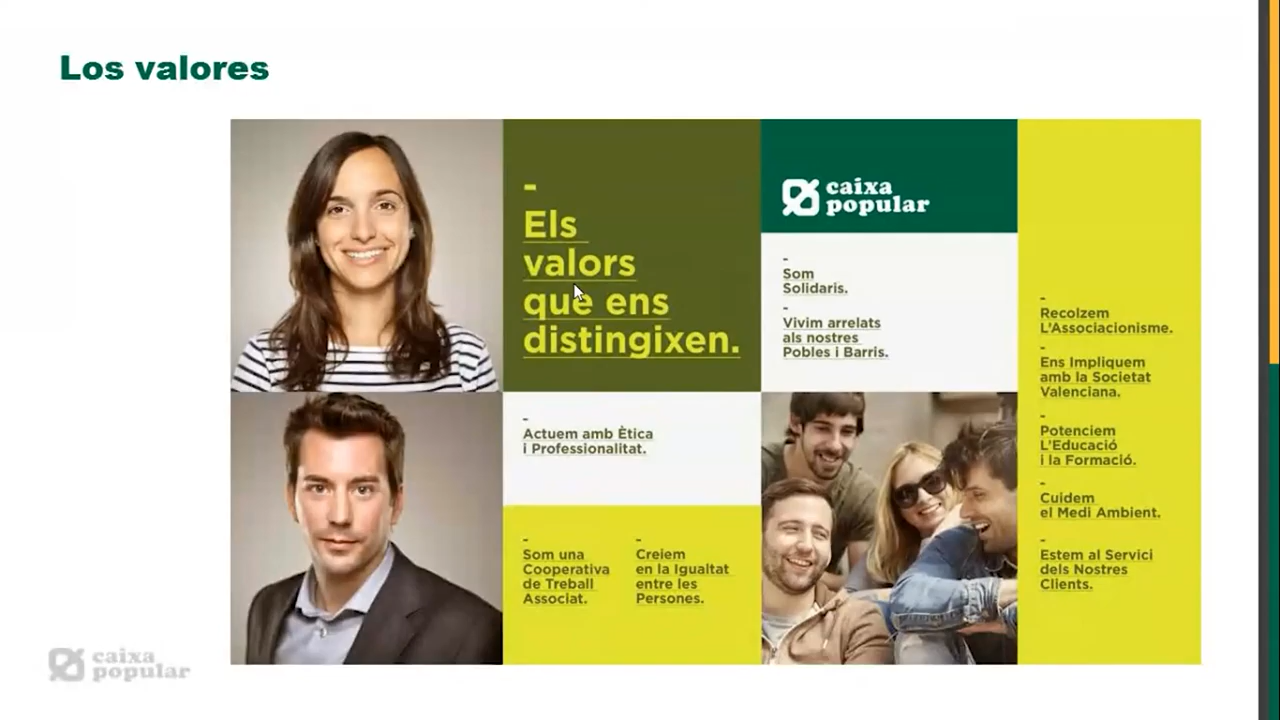 Los valores
-
Els
valors
que ens
distingixen.
caixa
popular
-
Som
Solidaris.
-
Vivim arrelats
als nostres
Pobles i Barris.
-
Actuem amb Ètica
i Professionalitat.
-
Som una
Cooperativa
de Treball
Associat.
-
Creiem
en la Igualtat
entre les
Persones.
-
Recolzem
L'Associacionisme.
-
Ens Impliquem
amb la Societat
Valenciana.
-
Potenciem
L'Educació
i la Formació.
-
Cuidem
el Medi Ambient.
-
Estem al Servici
dels Nostres
Clients.
caixa
popular